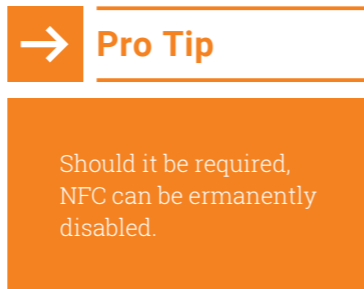 Pro Tip
Should it be required,
NFC can be ermanently
disabled.